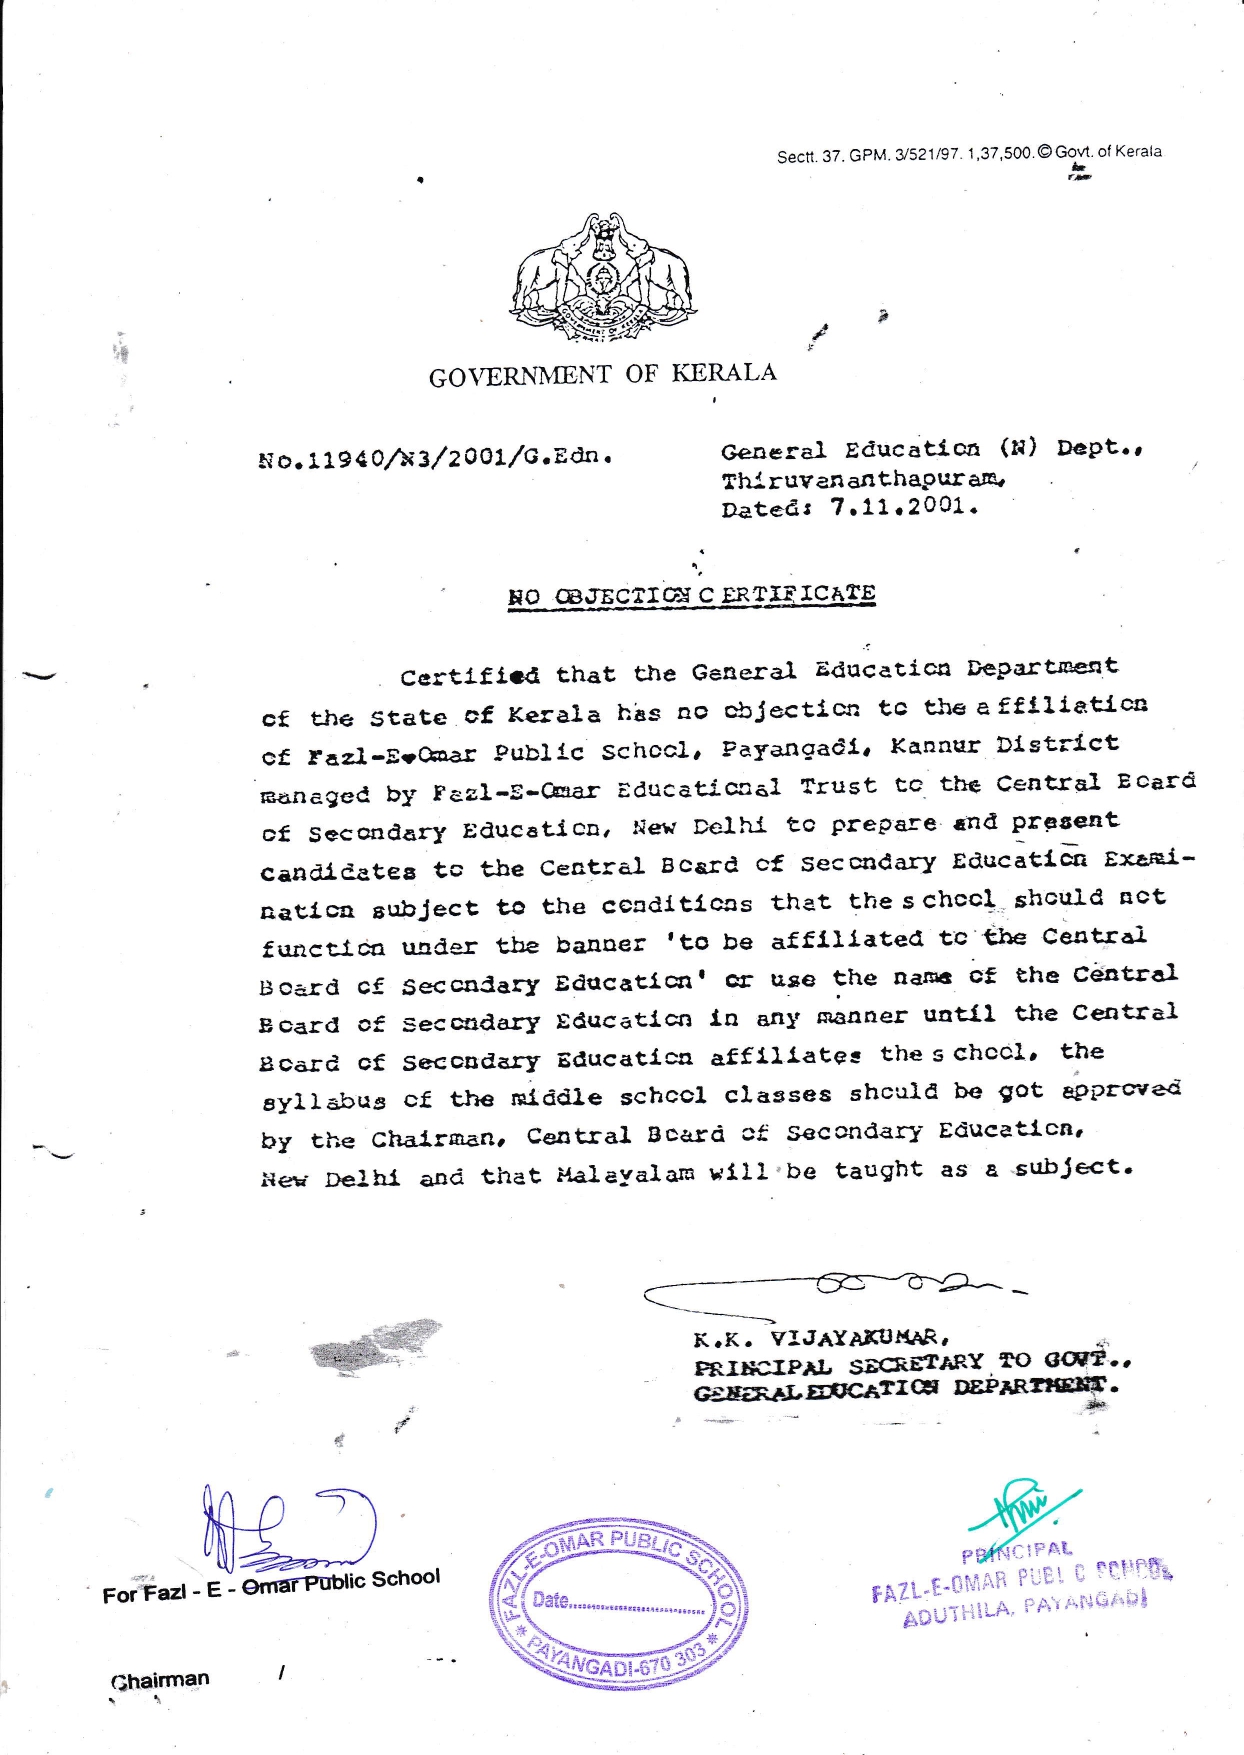 Sectt. 37. GPM. 3/521/97. 1,37,500. © Govt. of Kerala
GOVERNMENT OF KERALA
No.11940/N3/2001/G.Edn.
General Education (N) Dept.,
Thiruvananthapuram,
Dated: 7.11.2001.
NO OBJECTION CERTIFICATE
Certified that the General Education Department
of the State of Kerala has no objection to the affiliation
of Fazl-E-Omar Public School, Payangadi, Kannur District
managed by Fazl-E-Omar Educational Trust to the Central Board
of Secondary Education, New Delhi to prepare and present
candidates to the Central Board of Secondary Education Exami-
nation subject to the conditions that the school should not
function under the banner 'to be affiliated to the Central
Board of Secondary Education' or use the name of the Central
Board of Secondary Education in any manner until the Central
Board of Secondary Education affiliates the school, the
syllabus of the middle school classes should be got approved
by the Chairman, Central Board of Secondary Education,
New Delhi and that Malayalam will be taught as a subject.
K.K. VIJAYAKUMAR,
PRINCIPAL SECRETARY TO GOVT.,
GENERAL EDUCATION DEPARTMENT.
For Fazl - E - Omar Public School
Chairman
FAZL-E-OMAR PUBLIC SCHOOL
Date
* PAYANGADI-670 303 *
PRINCIPAL
FAZL-E-OMAR PUBLIC SCHOOL
ADUTHILA, PAYANGADI